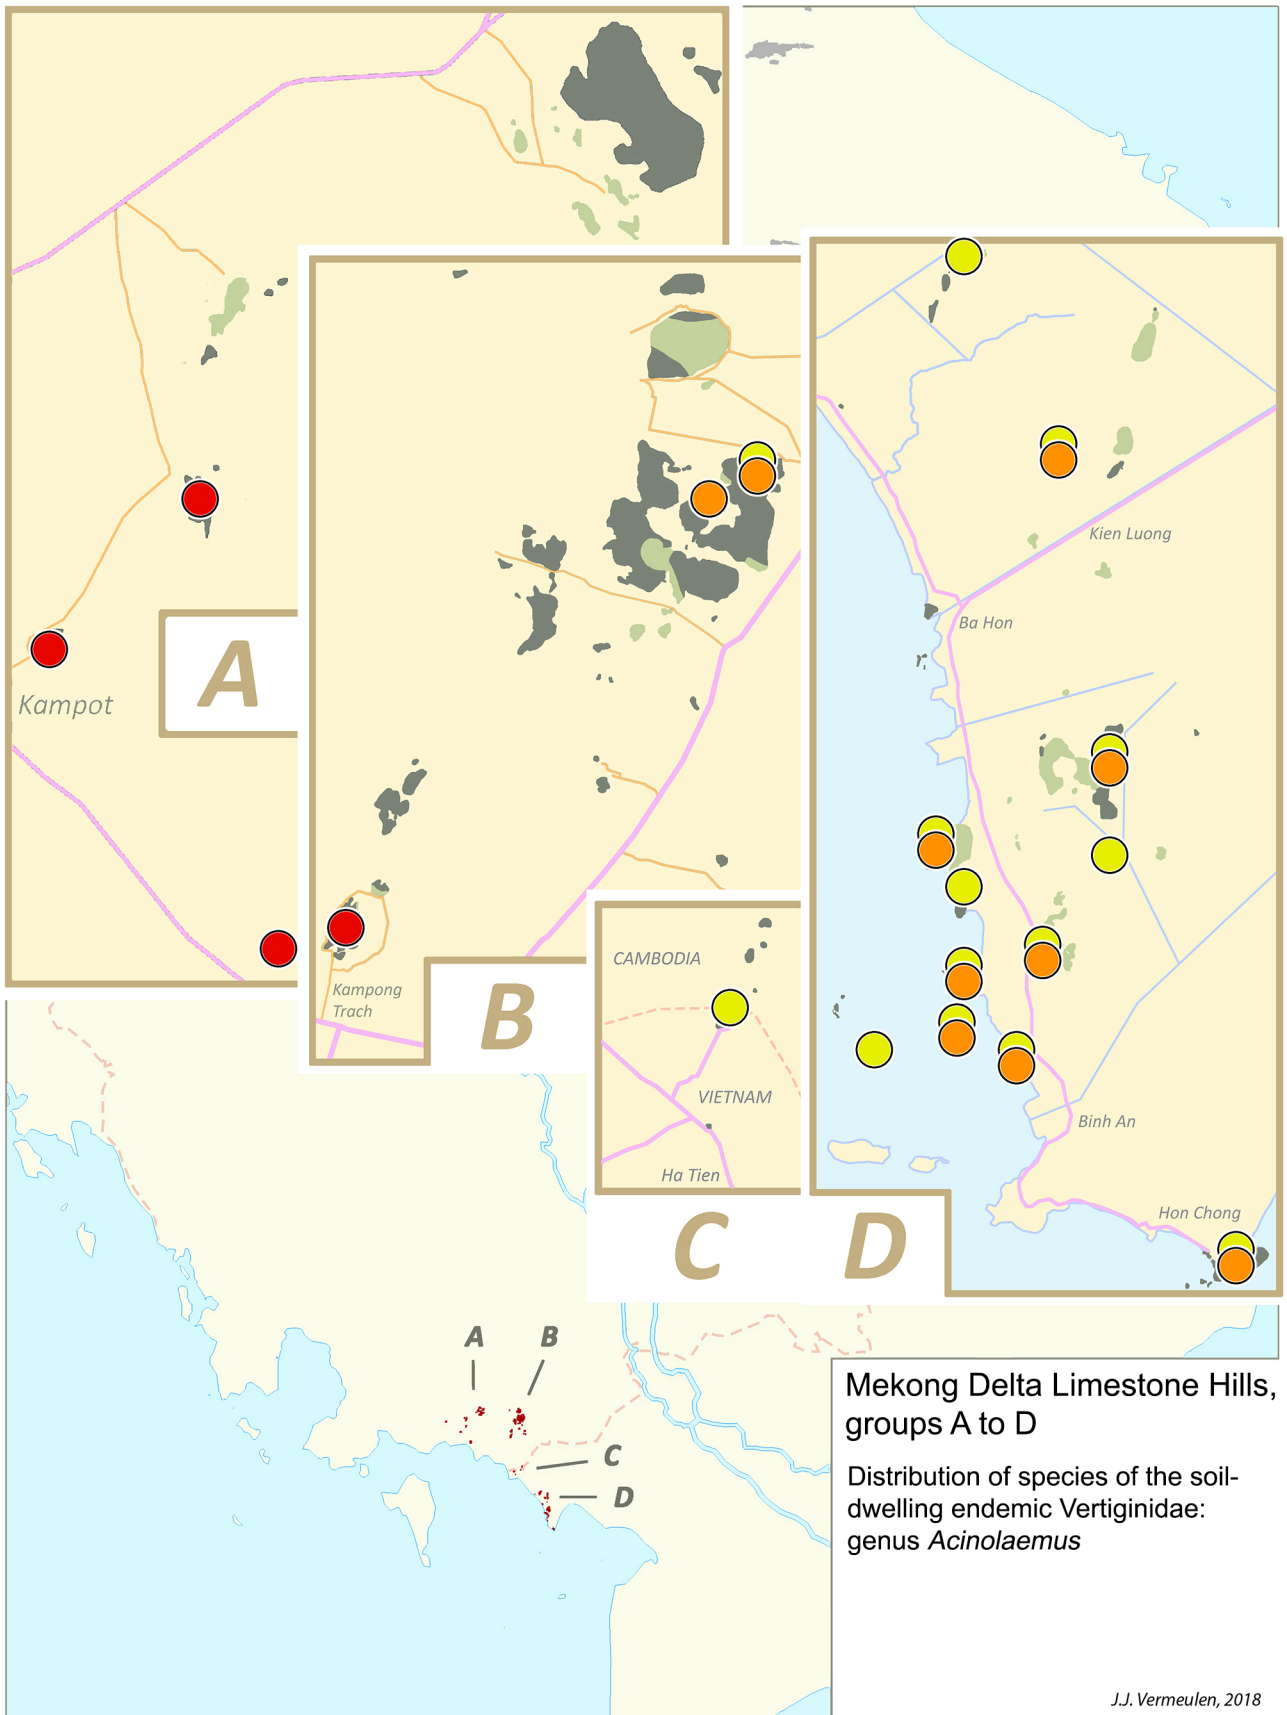 Kampot
A
Kampong
Trach
B
CAMBODIA
VIETNAM
Ha Tien
C
Kien Luong
Ba Hon
Binh An
Hon Chong
D
A
B
C
D
Mekong Delta Limestone Hills,
groups A to D
Distribution of species of the soil-
dwelling endemic Vertiginidae:
genus Acinolaemus
J.J. Vermeulen, 2018